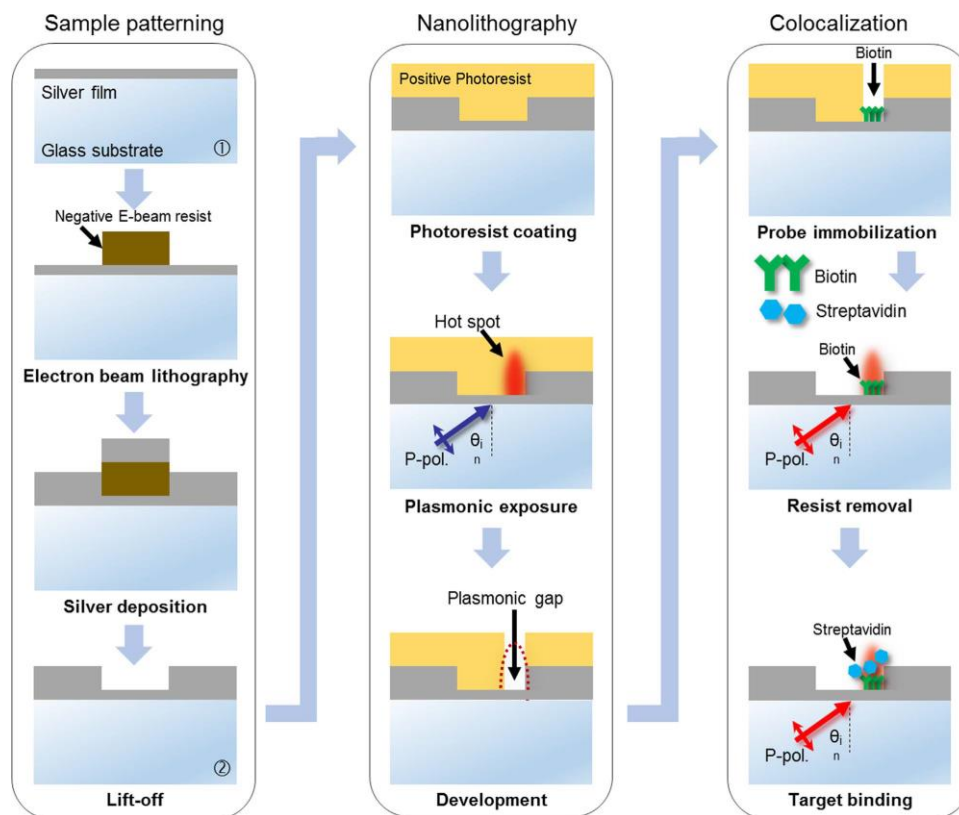 Sample patterning
Silver film
Glass substrate
①
Negative E-beam resist
Electron beam lithography
Silver deposition
②
Lift-off
Nanolithography
Positive Photoresist
Photoresist coating
Hot spot
P-pol.
θi
n
Plasmonic exposure
Plasmonic gap
Development
Colocalization
Biotin
Probe immobilization
Biotin
Streptavidin
Biotin
P-pol.
θi
n
Resist removal
Streptavidin
P-pol.
θi
n
Target binding